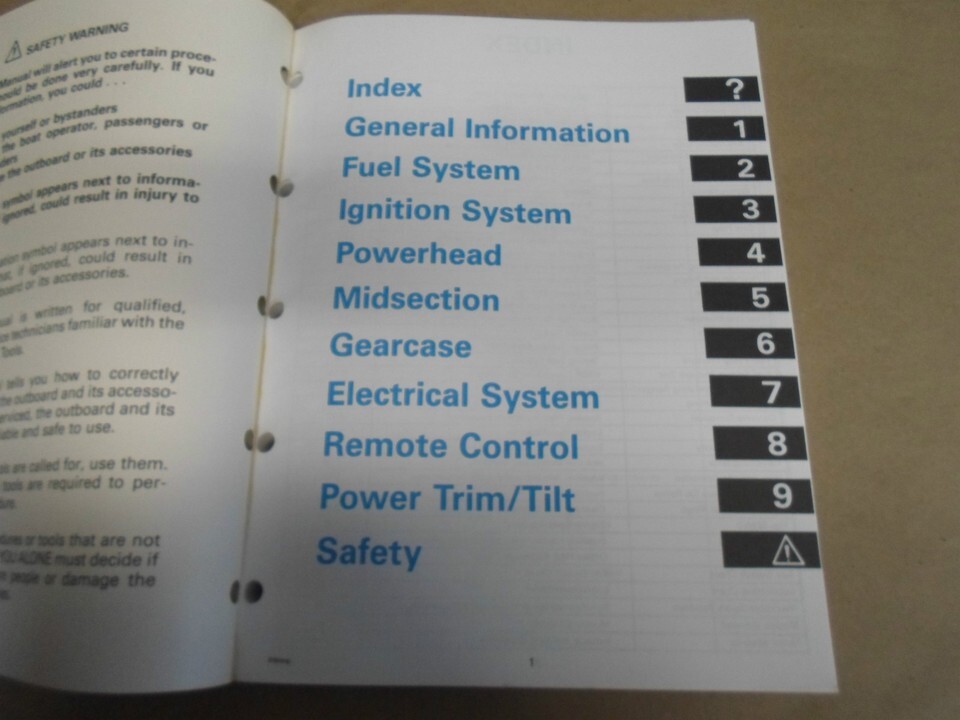 SAFETY WARNING
Manual will alert you to certain proce-
should be done very carefully. If you
formation, you could . . .
yourself or bystanders
the boat operator, passengers or
the outboard or its accessories
symbol appears next to informa-
ignored, could result in injury to
symbol appears next to in-
if ignored, could result in
board or its accessories.
is written for qualified,
technicians familiar with the
Tools.
tells you how to correctly
the outboard and its accesso-
serviced, the outboard and its
and safe to use.
are called for, use them.
tools are required to per-
or tools that are not
YOU ALONE must decide if
people or damage the
Index ?
General Information 1
Fuel System 2
Ignition System 3
Powerhead 4
Midsection 5
Gearcase 6
Electrical System 7
Remote Control 8
Power Trim/Tilt 9
Safety
1